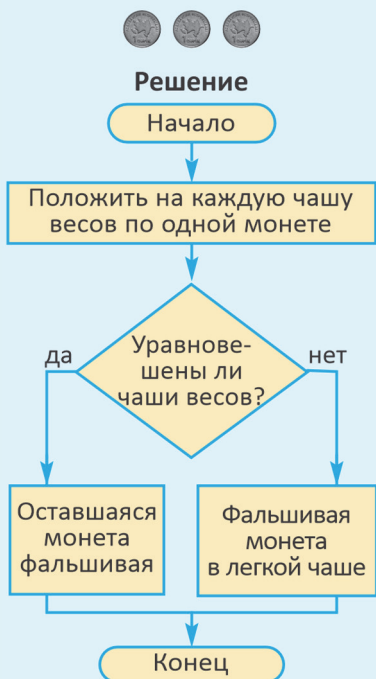 Решение
Начало
Положить на каждую чашу
весов по одной монете
Уравнове-
шены ли
чаши весов?
да
нет
Оставшаяся
монета
фальшивая
Фальшивая
монета
в легкой чаше
Конец